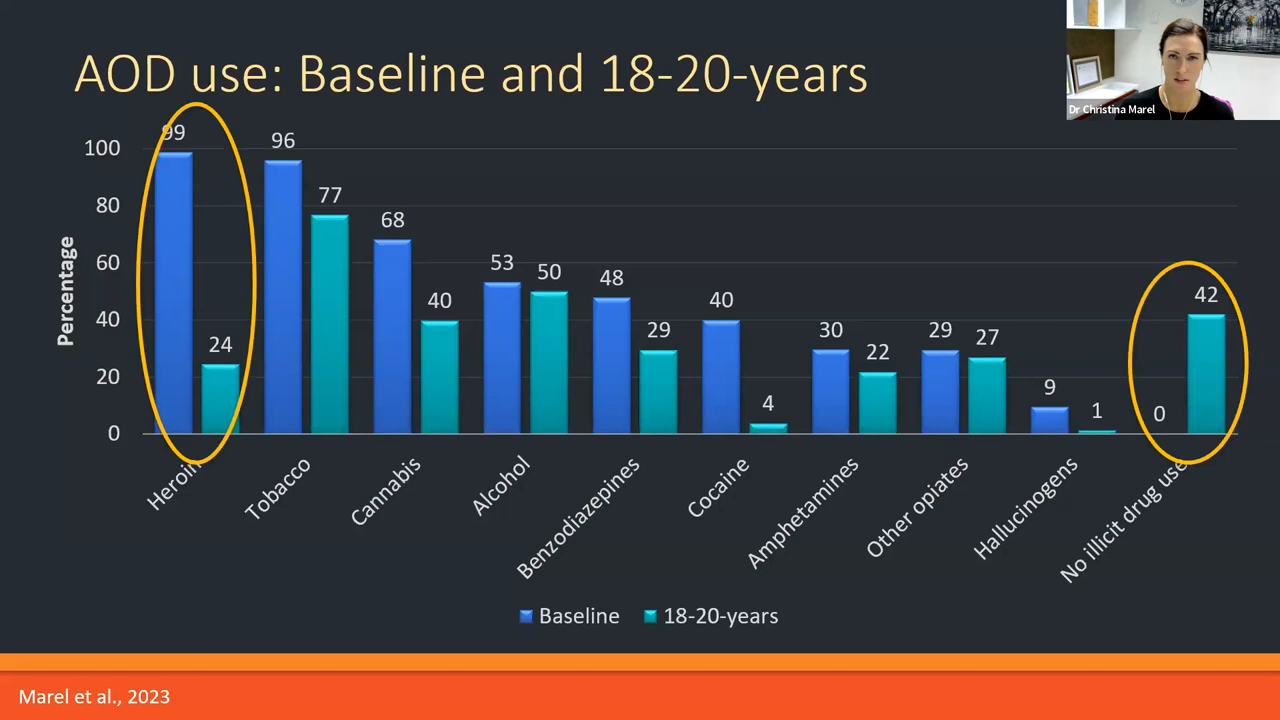 AOD use: Baseline and 18-20-years
Dr Christina Marel
Percentage
100
80
60
40
20
0
99
24
96
77
68
40
53
50
48
29
40
4
30
22
29
27
9
1
0
42
Heroin
Tobacco
Cannabis
Alcohol
Benzodiazepines
Cocaine
Amphetamines
Other opiates
Hallucinogens
No illicit drug use
Baseline 18-20-years
Marel et al., 2023